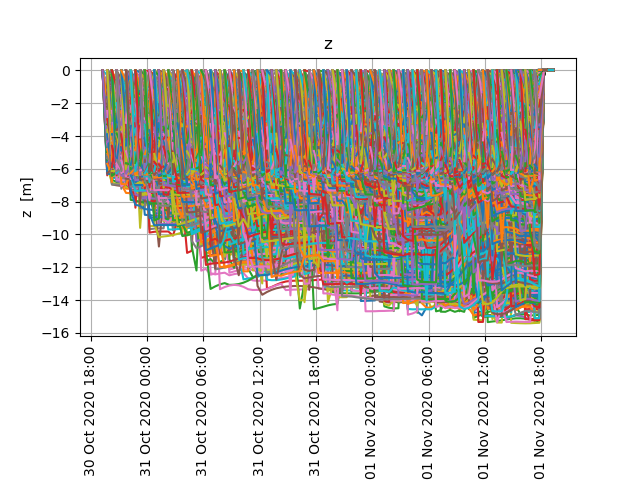 z
z [m]
0
−2
−4
−6
−8
−10
−12
−14
−16
30 Oct 2020 18:00
31 Oct 2020 00:00
31 Oct 2020 06:00
31 Oct 2020 12:00
31 Oct 2020 18:00
01 Nov 2020 00:00
01 Nov 2020 06:00
01 Nov 2020 12:00
01 Nov 2020 18:00